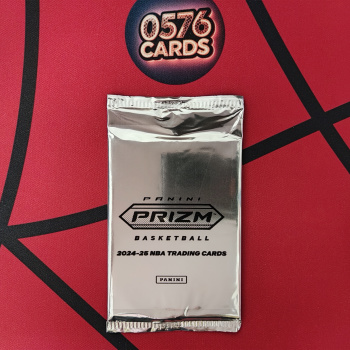 0576
CARDS
PANINI
PRIZM
BASKETBALL
2024-25 NBA TRADING CARDS
PANINI